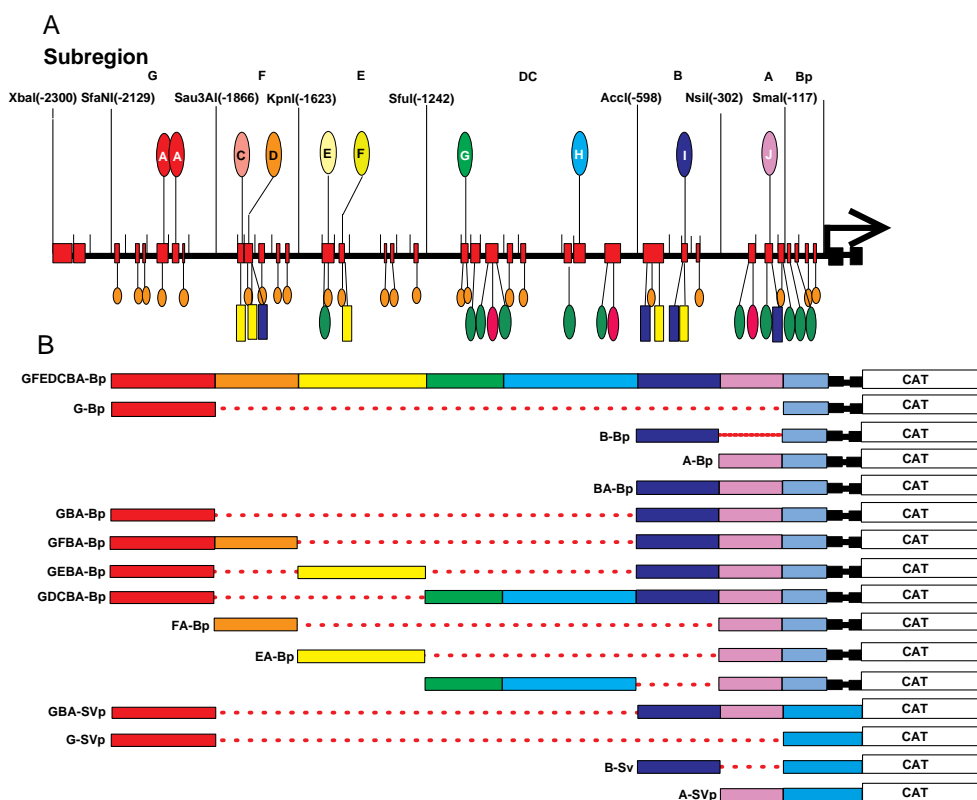 A
Subregion
G F E DC B A Bp
XbaI(-2300) SfaNI(-2129) Sau3AI(-1866) KpnI(-1623) SfuI(-1242) AccI(-598) NsiI(-302) SmaI(-117)
A A C D E F G H I J
B
GFEDCBA-Bp CAT
G-Bp CAT
B-Bp CAT
A-Bp CAT
BA-Bp CAT
GBA-Bp CAT
GFBA-Bp CAT
GEBA-Bp CAT
GDCBA-Bp CAT
FA-Bp CAT
EA-Bp CAT
CAT
GBA-SVp CAT
G-SVp CAT
B-Sv CAT
A-SVp CAT